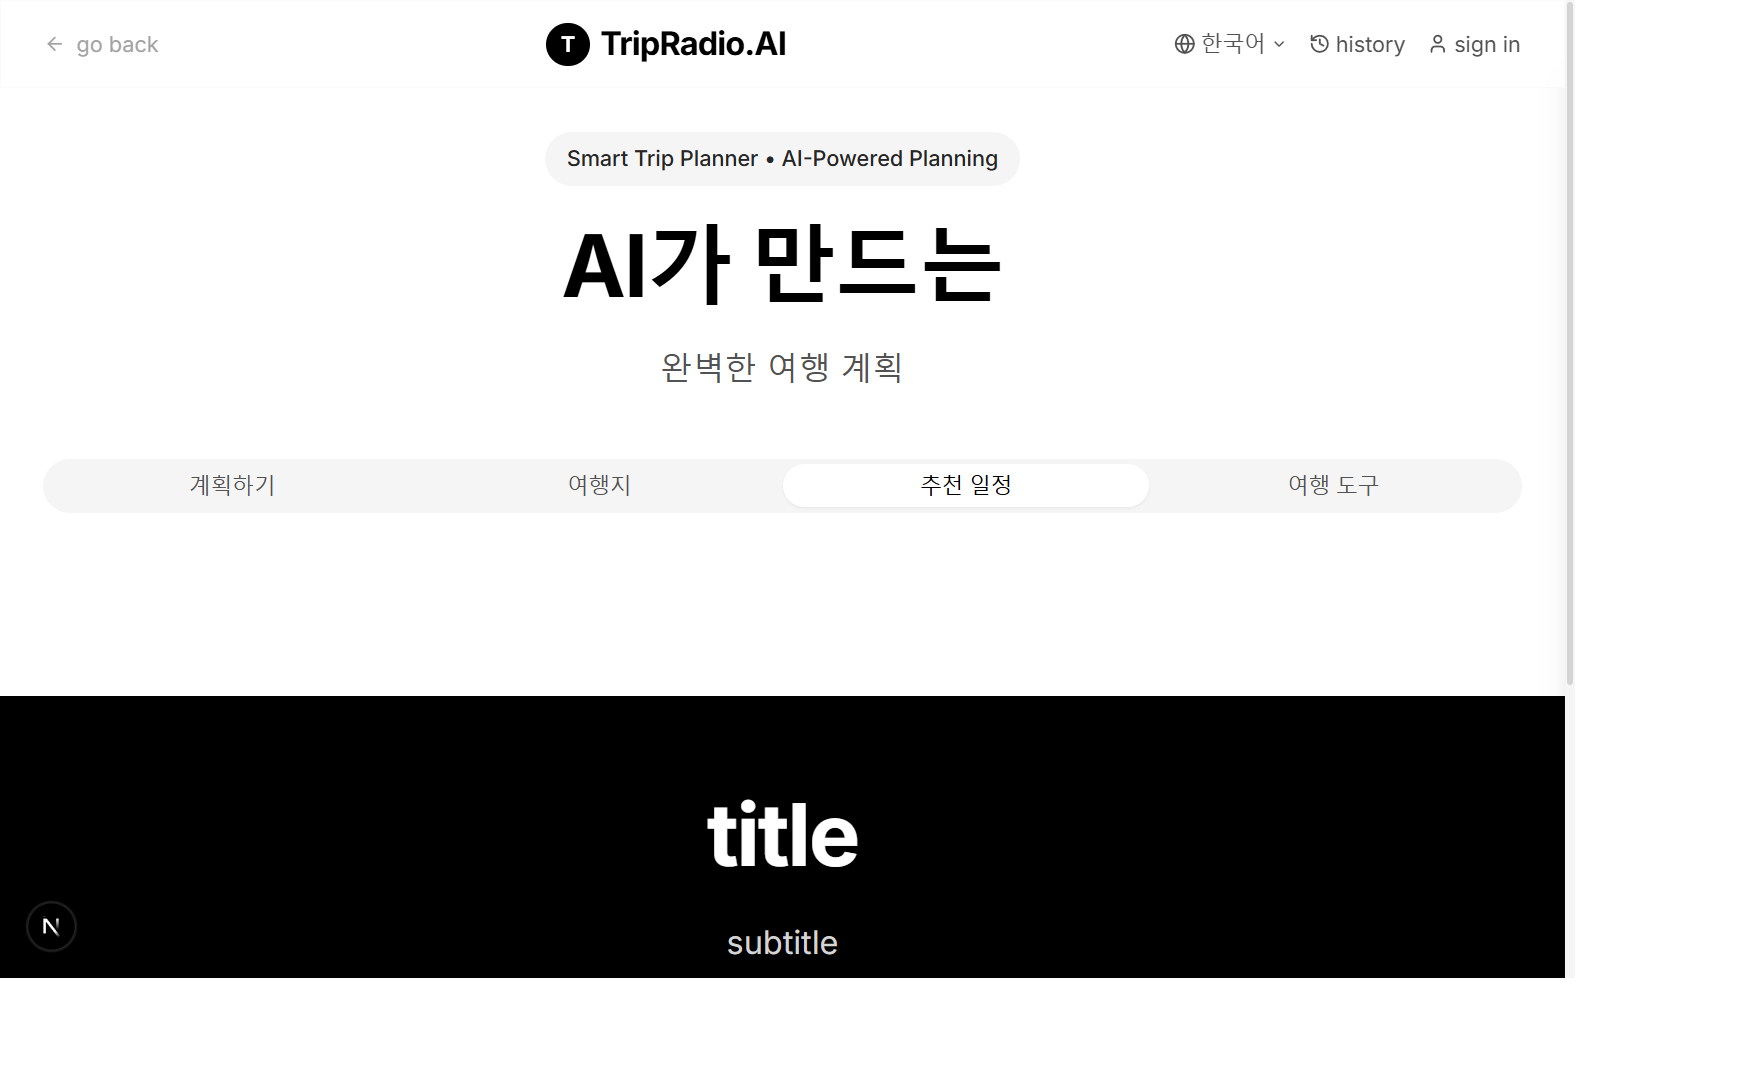 go back
T TripRadio.AI
한국어
history
sign in
Smart Trip Planner • AI-Powered Planning
AI가 만드는
완벽한 여행 계획
계획하기
여행지
추천 일정
여행 도구
title
subtitle
N